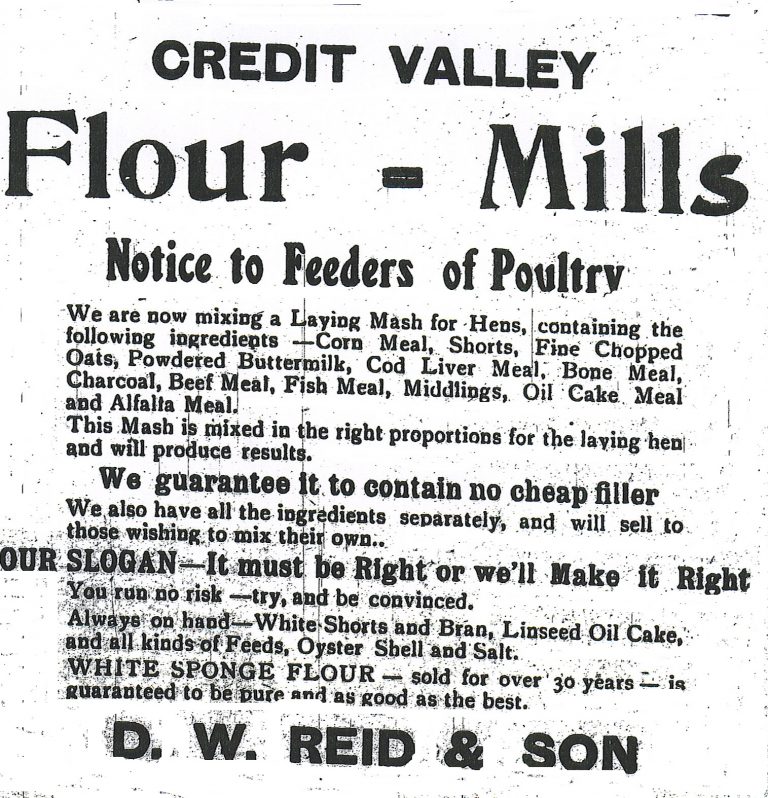 CREDIT VALLEY
Flour - Mills
Notice to Feeders of Poultry
We are now mixing a Laying Mash for Hens, containing the
following ingredients —Corn Meal, Shorts, Fine Chopped
Oats, Powdered Buttermilk, Cod Liver Meal, Bone Meal,
Charcoal, Beef Meal, Fish Meal, Middlings, Oil Cake Meal
and Alfalfa Meal.
This Mash is mixed in the right proportions for the laying hen
and will produce results.
We guarantee it to contain no cheap filler
We also have all the ingredients separately, and will sell to
those wishing to mix their own..
OUR SLOGAN—It must be Right or we'll Make it Right
You run no risk —try, and be convinced.
Always on hand—White Shorts and Bran, Linseed Oil Cake,
and all kinds of Feeds, Oyster Shell and Salt.
WHITE SPONGE FLOUR — sold for over 30 years — is
guaranteed to be pure and as good as the best.
D. W. REID & SON